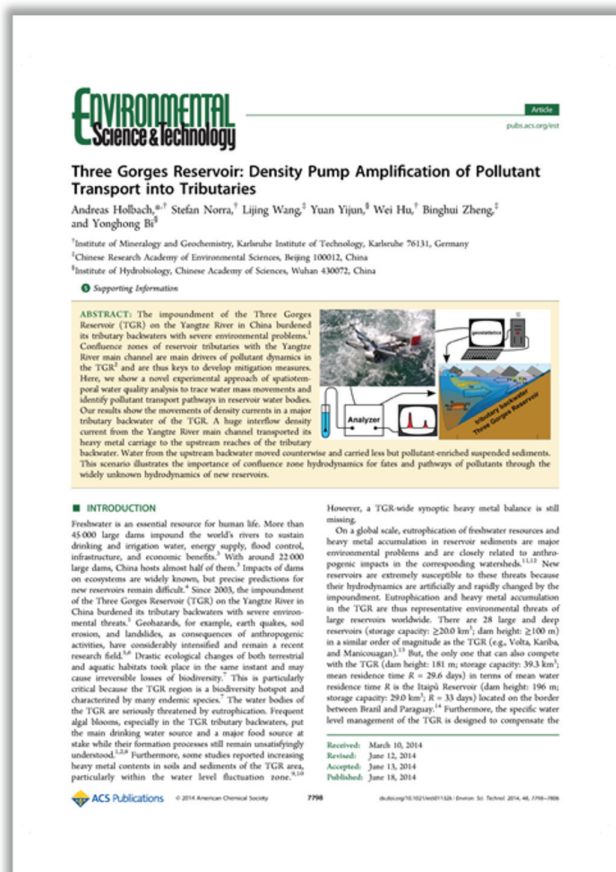 ENVIRONMENTAL
Science & Technology
Article
pubs.acs.org/est
Three Gorges Reservoir: Density Pump Amplification of Pollutant
Transport into Tributaries
Andreas Holbach,*,† Stefan Norra,† Lijing Wang,‡ Yuan Yijun,§ Wei Hu,† Binghui Zheng,‡
and Yonghong Bi§
†Institute of Mineralogy and Geochemistry, Karlsruhe Institute of Technology, Karlsruhe 76131, Germany
‡Chinese Research Academy of Environmental Sciences, Beijing 100012, China
§Institute of Hydrobiology, Chinese Academy of Sciences, Wuhan 430072, China
S Supporting Information
ABSTRACT: The impoundment of the Three Gorges
Reservoir (TGR) on the Yangtze River in China burdened
its tributary backwaters with severe environmental problems.1
Confluence zones of reservoir tributaries with the Yangtze
River main channel are main drivers of pollutant dynamics in
the TGR2 and are thus keys to develop mitigation measures.
Here, we show a novel experimental approach of spatiotem-
poral water quality analysis to trace water mass movements and
identify pollutant transport pathways in reservoir water bodies.
Our results show the movements of density currents in a major
tributary backwater of the TGR. A huge interflow density
current from the Yangtze River main channel transported its
heavy metal carriage to the upstream reaches of the tributary
backwater. Water from the upstream backwater moved counterwise and carried less but pollutant-enriched suspended sediments.
This scenario illustrates the importance of confluence zone hydrodynamics for fates and pathways of pollutants through the
widely unknown hydrodynamics of new reservoirs.
geostatistics
Analyzer
tributary backwater
Three Gorges Reservoir
■ INTRODUCTION
Freshwater is an essential resource for human life. More than
45 000 large dams impound the world's rivers to sustain
drinking and irrigation water, energy supply, flood control,
infrastructure, and economic benefits.3 With around 22 000
large dams, China hosts almost half of them.3 Impacts of dams
on ecosystems are widely known, but precise predictions for
new reservoirs remain difficult.4 Since 2003, the impoundment
of the Three Gorges Reservoir (TGR) on the Yangtze River in
China burdened its tributary backwaters with severe environ-
mental threats.1 Geohazards, for example, earth quakes, soil
erosion, and landslides, as consequences of anthropogenic
activities, have considerably intensified and remain a recent
research field.5,6 Drastic ecological changes of both terrestrial
and aquatic habitats took place in the same instant and may
cause irreversible losses of biodiversity.7 This is particularly
critical because the TGR region is a biodiversity hotspot and
characterized by many endemic species.7 The water bodies of
the TGR are seriously threatened by eutrophication. Frequent
algal blooms, especially in the TGR tributary backwaters, put
the main drinking water source and a major food source at
stake while their formation processes still remain unsatisfyingly
understood.1,2,8 Furthermore, some studies reported increasing
heavy metal contents in soils and sediments of the TGR area,
particularly within the water level fluctuation zone.9,10
However, a TGR-wide synoptic heavy metal balance is still
missing.
On a global scale, eutrophication of freshwater resources and
heavy metal accumulation in reservoir sediments are major
environmental problems and are closely related to anthro-
pogenic impacts in the corresponding watersheds.11,12 New
reservoirs are extremely susceptible to these threats because
their hydrodynamics are artificially and rapidly changed by the
impoundment. Eutrophication and heavy metal accumulation
in the TGR are thus representative environmental threats of
large reservoirs worldwide. There are 28 large and deep
reservoirs (storage capacity: ≥20.0 km3; dam height: ≥100 m)
in a similar order of magnitude as the TGR (e.g., Volta, Kariba,
and Manicouagan).13 But, the only one that can also compete
with the TGR (dam height: 181 m; storage capacity: 39.3 km3;
mean residence time R = 29.6 days) in terms of mean water
residence time R is the Itaipú Reservoir (dam height: 196 m;
storage capacity: 29.0 km3; R = 33 days) located on the border
between Brazil and Paraguay.14 Furthermore, the specific water
level management of the TGR is designed to compensate the
Received: March 10, 2014
Revised: June 12, 2014
Accepted: June 13, 2014
Published: June 18, 2014
ACS Publications © 2014 American Chemical Society 7798 Environ. Sci. Technol. 2014, 48, 7798−7806